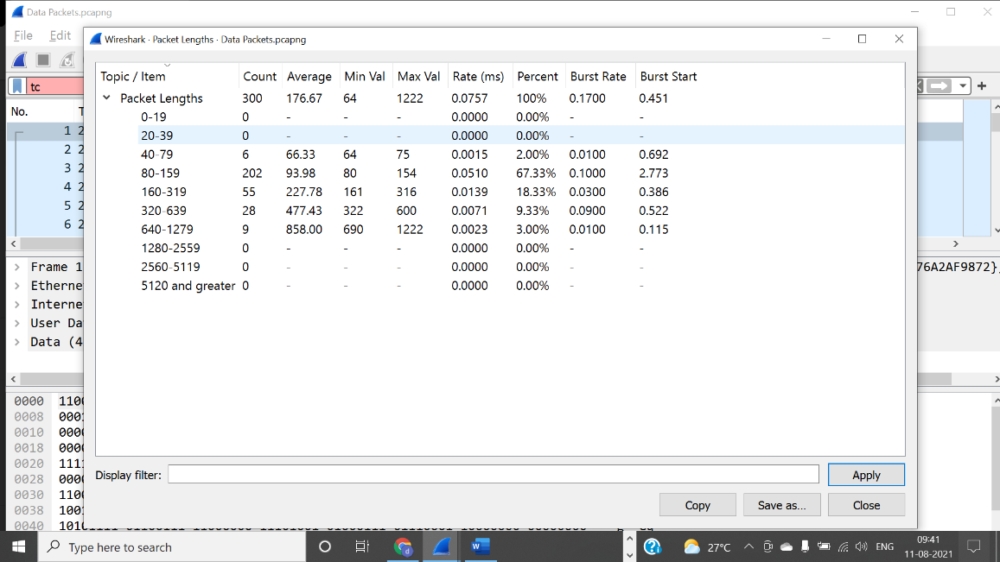 Data Packets.pcapng
File Edit
Wireshark · Packet Lengths · Data Packets.pcapng
tc
No.
1 2
2 2
3 2
4 2
5 2
6 2
Topic / Item Count Average Min Val Max Val Rate (ms) Percent Burst Rate Burst Start
Packet Lengths 300 176.67 64 1222 0.0757 100% 0.1700 0.451
0-19 0 - - - 0.0000 0.00% - -
20-39 0 - - - 0.0000 0.00% - -
40-79 6 66.33 64 75 0.0015 2.00% 0.0100 0.692
80-159 202 93.98 80 154 0.0510 67.33% 0.1000 2.773
160-319 55 227.78 161 316 0.0139 18.33% 0.0300 0.386
320-639 28 477.43 322 600 0.0071 9.33% 0.0900 0.522
640-1279 9 858.00 690 1222 0.0023 3.00% 0.0100 0.115
1280-2559 0 - - - 0.0000 0.00% - -
2560-5119 0 - - - 0.0000 0.00% - -
5120 and greater 0 - - - 0.0000 0.00% - -
Frame 1 76A2AF9872},
Etherne
Interne
User Da
Data (4
0000 1100
0008 000
0010 0000
0018 0000
0020 1111
0028 0000
0030 1100
0038 100
0040
Display filter: Apply
Copy Save as... Close
Type here to search
27°C ENG 09:41
11-08-2021